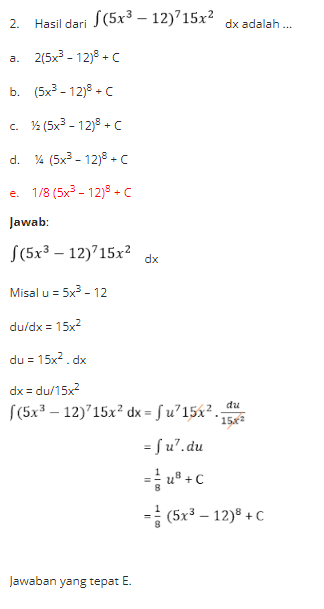 2. Hasil dari ∫(5x³ − 12)⁷15x² dx adalah ...
a. 2(5x³ – 12)⁸ + C
b. (5x³ – 12)⁸ + C
c. ½ (5x³ – 12)⁸ + C
d. ¼ (5x³ – 12)⁸ + C
e. 1/8 (5x³ – 12)⁸ + C
Jawab:
∫(5x³ − 12)⁷15x² dx
Misal u = 5x³ – 12
du/dx = 15x²
du = 15x² . dx
dx = du/15x²
∫(5x³ − 12)⁷15x² dx = ∫ u⁷15x². du/15x²
= ∫ u⁷. du
= 1/8 u⁸ + C
= 1/8 (5x³ − 12)⁸ + C
Jawaban yang tepat E.